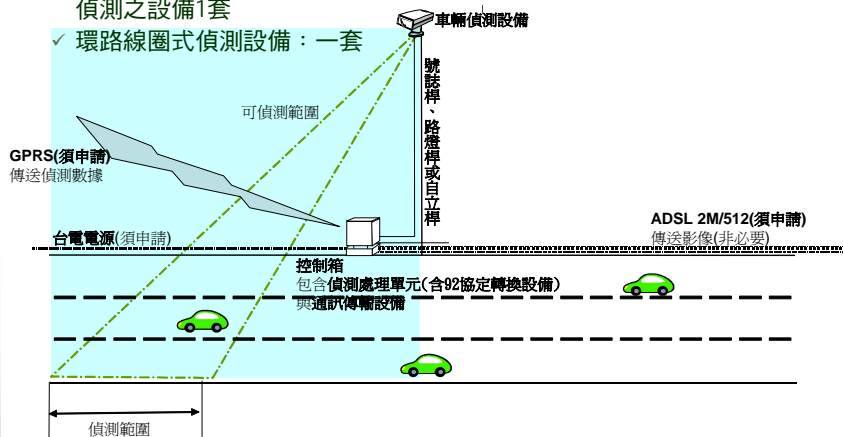 偵測之設備1套
✓ 環路線圈式偵測設備：一套
車輛偵測設備
號誌桿、路燈桿或自立桿
可偵測範圍
GPRS(須申請)
傳送偵測數據
ADSL 2M/512(須申請)
傳送影像(非必要)
台電電源(須申請)
控制箱
包含偵測處理單元(含92協定轉換設備)
與通訊傳輸設備
偵測範圍